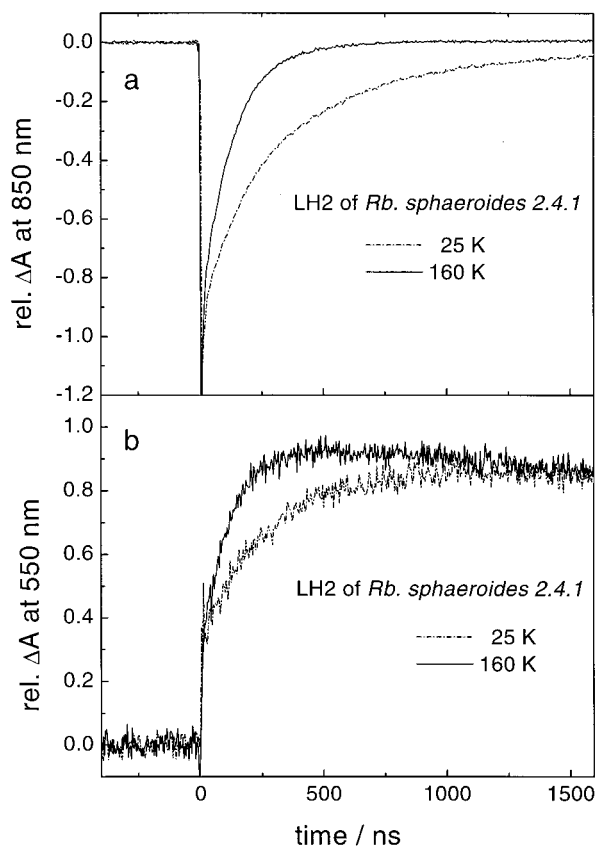 a
0.0
-0.2
-0.4
-0.6
-0.8
-1.0
-1.2
rel. ΔA at 850 nm
LH2 of Rb. sphaeroides 2.4.1
25 K
160 K
b
1.0
0.8
0.6
0.4
0.2
0.0
rel. ΔA at 550 nm
LH2 of Rb. sphaeroides 2.4.1
25 K
160 K
0 500 1000 1500
time / ns